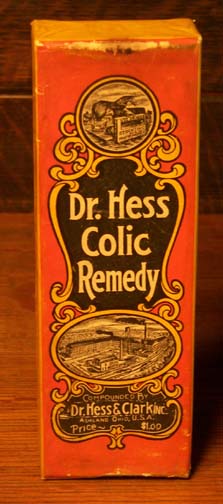 Dr. Hess
Colic
Remedy
COMPOUNDED BY
Dr. Hess & Clark INC.
ASHLAND OHIO, U.S.A.
Price ~ $1.00